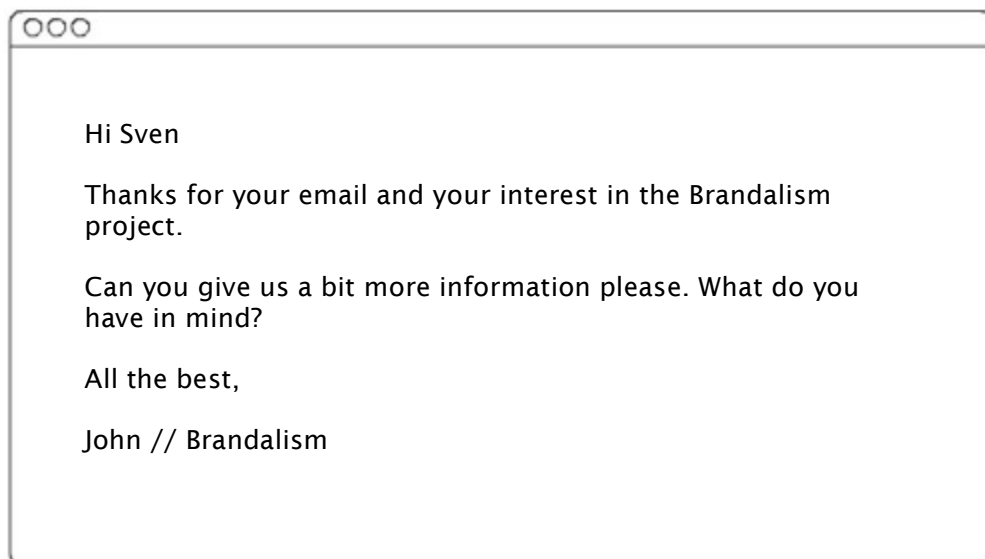 Hi Sven
Thanks for your email and your interest in the Brandalism
project.
Can you give us a bit more information please. What do you
have in mind?
All the best,
John // Brandalism